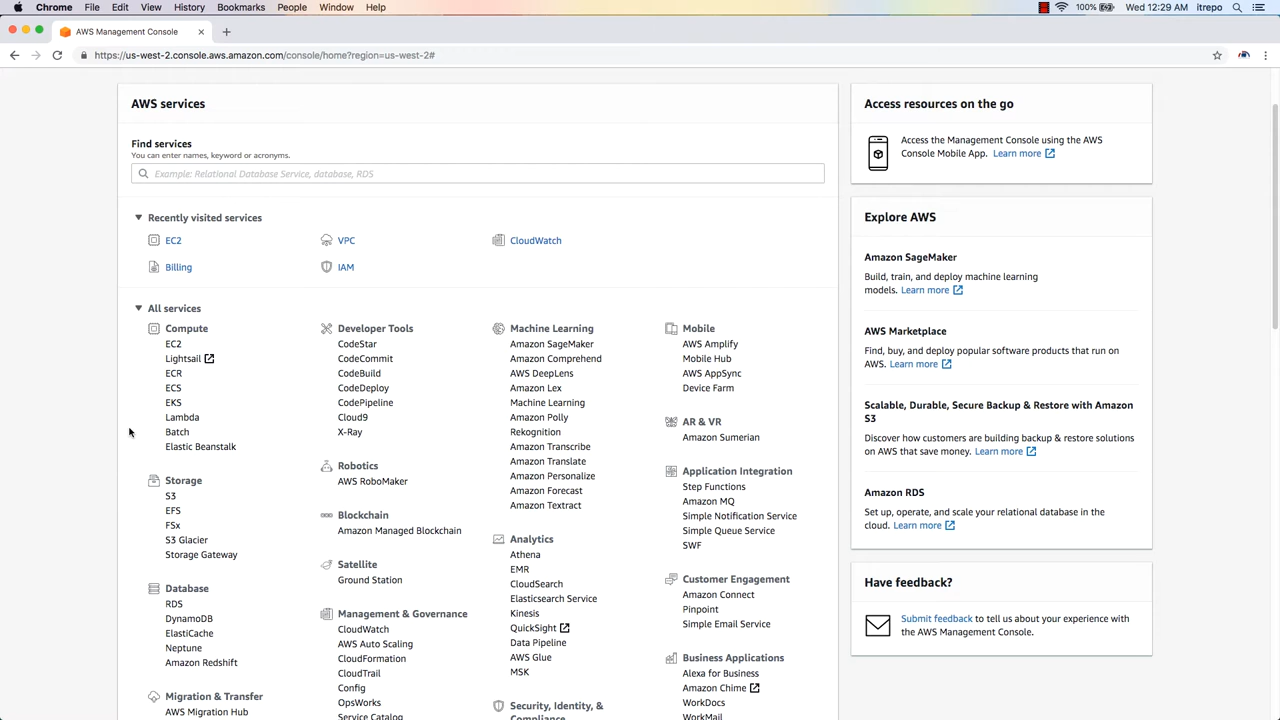 Chrome File Edit View History Bookmarks People Window Help 100% Wed 12:29 AM itrepo
AWS Management Console
https://us-west-2.console.aws.amazon.com/console/home?region=us-west-2#
AWS services
Find services
You can enter names, keyword or acronyms.
Example: Relational Database Service, database, RDS
Recently visited services
EC2 VPC CloudWatch
Billing IAM
All services
Compute
EC2
Lightsail
ECR
ECS
EKS
Lambda
Batch
Elastic Beanstalk
Storage
S3
EFS
FSx
S3 Glacier
Storage Gateway
Database
RDS
DynamoDB
ElastiCache
Neptune
Amazon Redshift
Migration & Transfer
AWS Migration Hub
Developer Tools
CodeStar
CodeCommit
CodeBuild
CodeDeploy
CodePipeline
Cloud9
X-Ray
Robotics
AWS RoboMaker
Blockchain
Amazon Managed Blockchain
Satellite
Ground Station
Management & Governance
CloudWatch
AWS Auto Scaling
CloudFormation
CloudTrail
Config
OpsWorks
Service Catalog
Machine Learning
Amazon SageMaker
Amazon Comprehend
AWS DeepLens
Amazon Lex
Machine Learning
Amazon Polly
Rekognition
Amazon Transcribe
Amazon Translate
Amazon Personalize
Amazon Forecast
Amazon Textract
Analytics
Athena
EMR
CloudSearch
Elasticsearch Service
Kinesis
QuickSight
Data Pipeline
AWS Glue
MSK
Security, Identity, &
Compliance
Mobile
AWS Amplify
Mobile Hub
AWS AppSync
Device Farm
AR & VR
Amazon Sumerian
Application Integration
Step Functions
Amazon MQ
Simple Notification Service
Simple Queue Service
SWF
Customer Engagement
Amazon Connect
Pinpoint
Simple Email Service
Business Applications
Alexa for Business
Amazon Chime
WorkDocs
WorkMail
Access resources on the go
Access the Management Console using the AWS
Console Mobile App. Learn more
Explore AWS
Amazon SageMaker
Build, train, and deploy machine learning
models. Learn more
AWS Marketplace
Find, buy, and deploy popular software products that run on
AWS. Learn more
Scalable, Durable, Secure Backup & Restore with Amazon
S3
Discover how customers are building backup & restore solutions
on AWS that save money. Learn more
Amazon RDS
Set up, operate, and scale your relational database in the
cloud. Learn more
Have feedback?
Submit feedback to tell us about your experience with
the AWS Management Console.